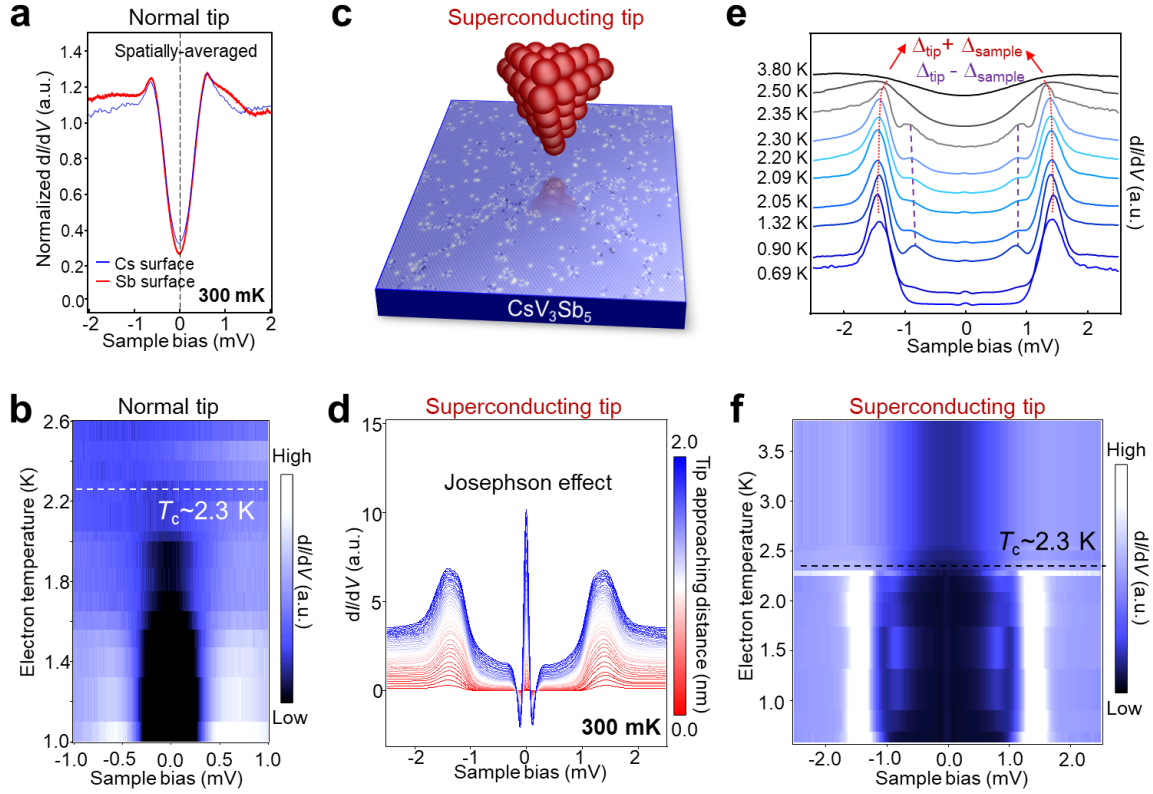 a
Normal tip
Spatially-averaged
Normalized dI/dV (a.u.)
1.4
1.2
1.0
0.8
0.6
0.4
0.2
0.0
Cs surface
Sb surface
300 mK
-2
-1
0
1
2
Sample bias (mV)
c
Superconducting tip
CsV3Sb5
e
Δtip + Δsample
Δtip − Δsample
3.80 K
2.50 K
2.35 K
2.30 K
2.20 K
2.09 K
2.05 K
1.32 K
0.90 K
0.69 K
dI/dV (a.u.)
-2
-1
0
1
2
Sample bias (mV)
b
Normal tip
Electron temperature (K)
2.6
2.2
1.8
1.4
1.0
Tc~2.3 K
High
dI/dV (a.u.)
Low
-1.0
-0.5
0.0
0.5
1.0
Sample bias (mV)
d
Superconducting tip
dI/dV (a.u.)
15
10
5
0
Josephson effect
300 mK
2.0
Tip approaching distance (nm)
0.0
-2
-1
0
1
2
Sample bias (mV)
f
Superconducting tip
Electron temperature (K)
3.5
3.0
2.5
2.0
1.5
1.0
Tc~2.3 K
High
dI/dV (a.u.)
Low
-2.0
-1.0
0.0
1.0
2.0
Sample bias (mV)